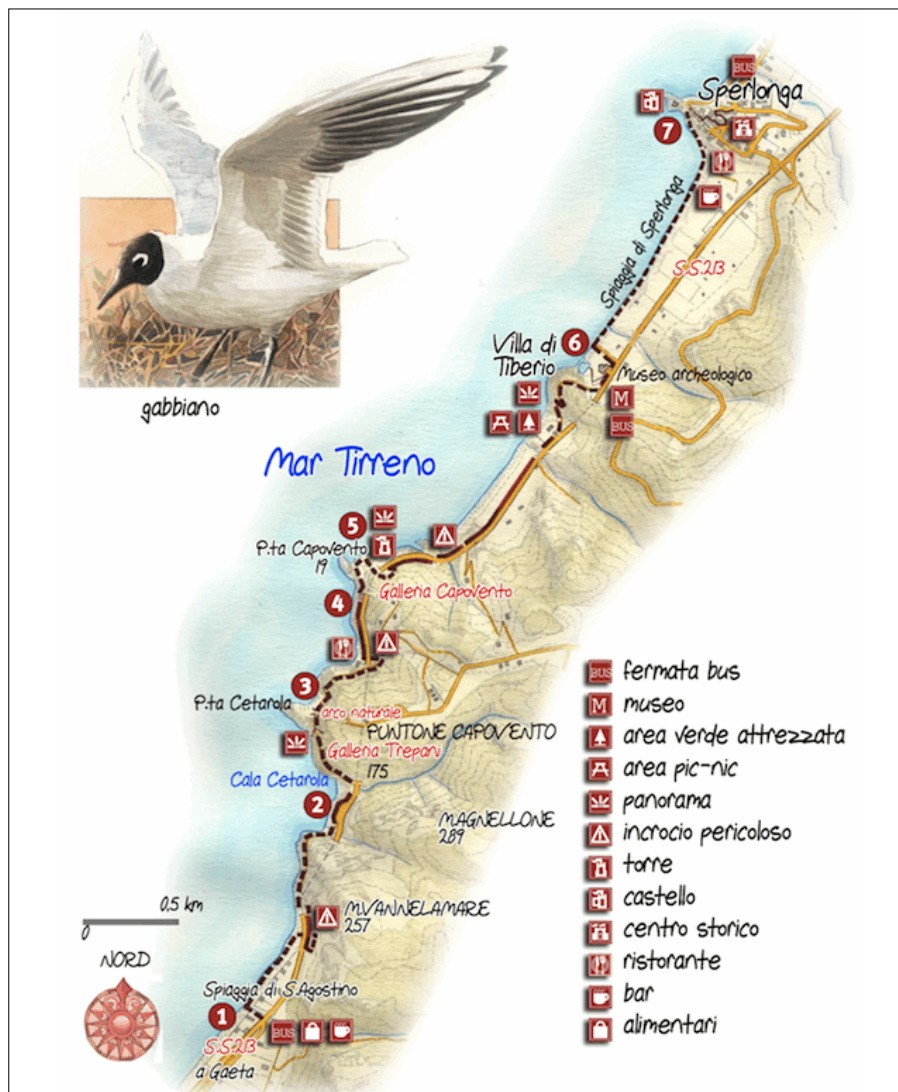 BUS
Sperlonga
7
Spiaggia di Sperlonga
S.S.213
6
Villa di
Tiberio
Museo archeologico
M
BUS
gabbiano
Mar Tirreno
5
P.ta Capovento
19
Galleria Capovento
4
3
P.ta Cetarola
arco naturale
PUNTONE CAPOVENTO
Galleria Trepani
175
Cala Cetarola
2
MAGNELLONE
289
M.VANNELAMARE
257
0.5 km
0
NORD
Spiaggia di S.Agostino
1
BUS
S.S.213
a Gaeta
BUS fermata bus
M museo
area verde attrezzata
area pic-nic
panorama
incrocio pericoloso
torre
castello
centro storico
ristorante
bar
alimentari